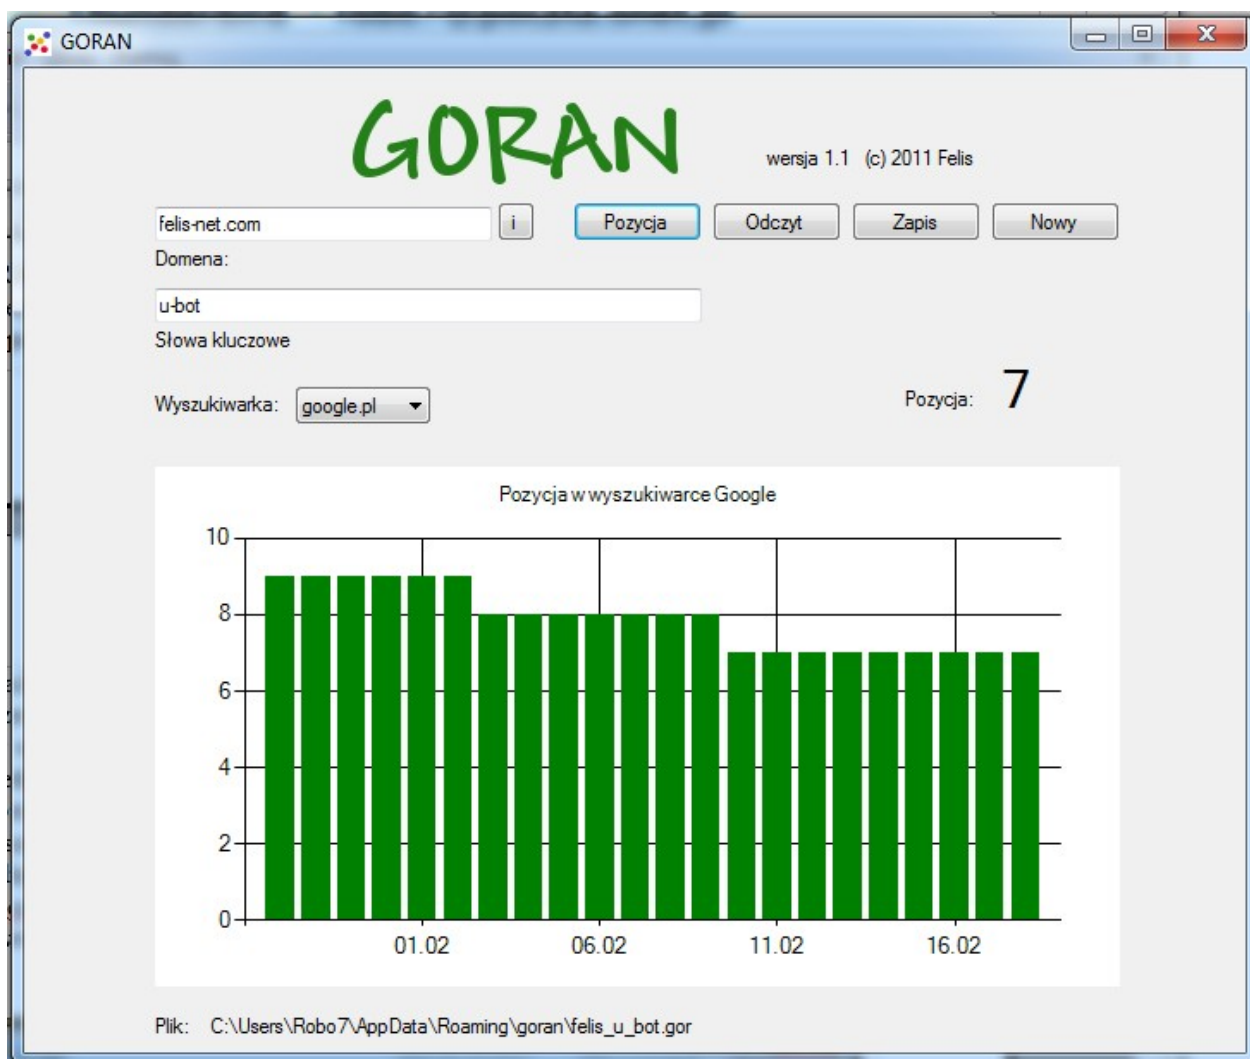 GORAN
GORAN
wersja 1.1 (c) 2011 Felis
felis-net.com i Pozycja Odczyt Zapis Nowy
Domena:
u-bot
Słowa kluczowe
Wyszukiwarka: google.pl Pozycja: 7
Pozycja w wyszukiwarce Google
10
8
6
4
2
0
01.02 06.02 11.02 16.02
Plik: C:\Users\Robo7\AppData\Roaming\goran\felis_u_bot.gor